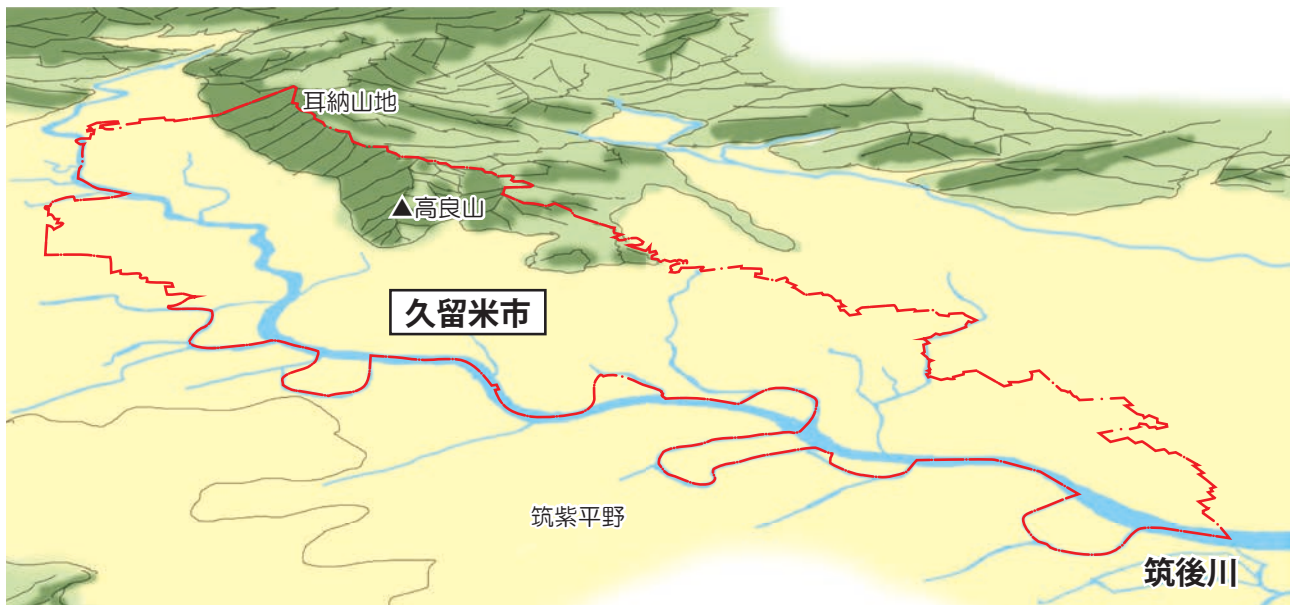 耳納山地
▲高良山
久留米市
筑紫平野
筑後川